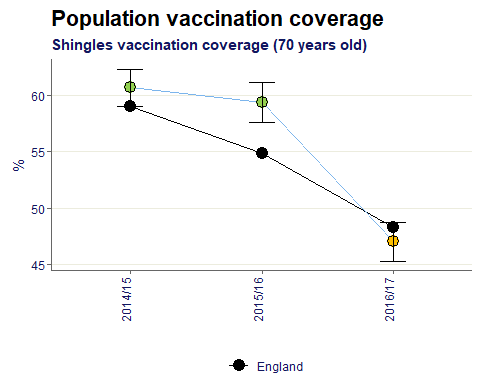 Population vaccination coverage
Shingles vaccination coverage (70 years old)
60
55
50
45
%
2014/15
2015/16
2016/17
England